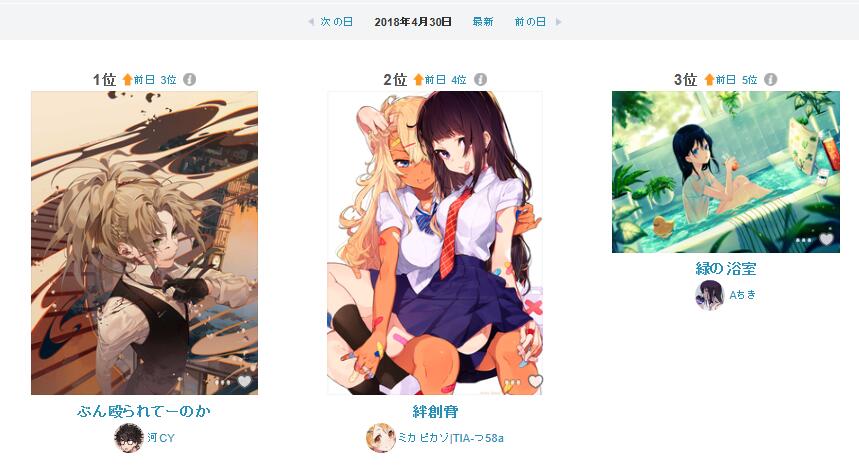 次の日 2018年4月30日 最新 前の日
1位 前日 3位
2位 前日 4位
3位 前日 5位
緑の浴室
Aちき
ぶん殴られてーのか
絆創膏
河CY
ミカピカゾ|TIA-つ58a